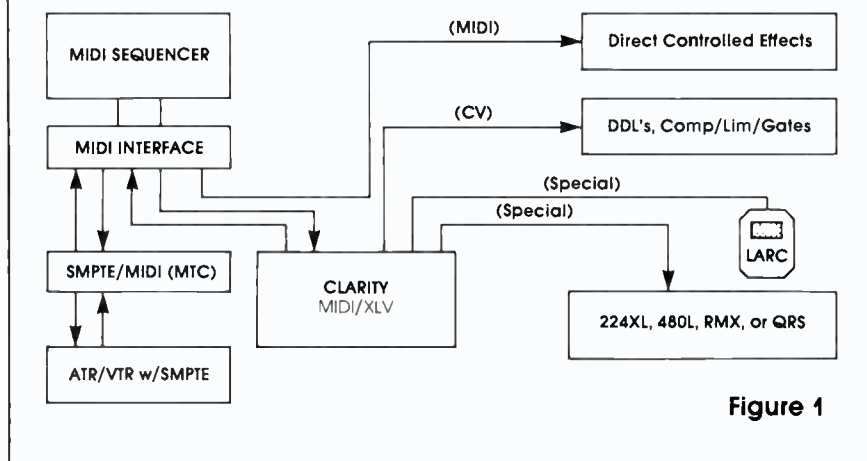 MIDI SEQUENCER
(MIDI)
Direct Controlled Effects
(CV)
DDL's, Comp/Lim/Gates
MIDI INTERFACE
(Special)
(Special)
LARC
SMPTE/MIDI (MTC)
CLARITY
MIDI/XLV
224XL, 480L, RMX, or QRS
ATR/VTR w/SMPTE
Figure 1